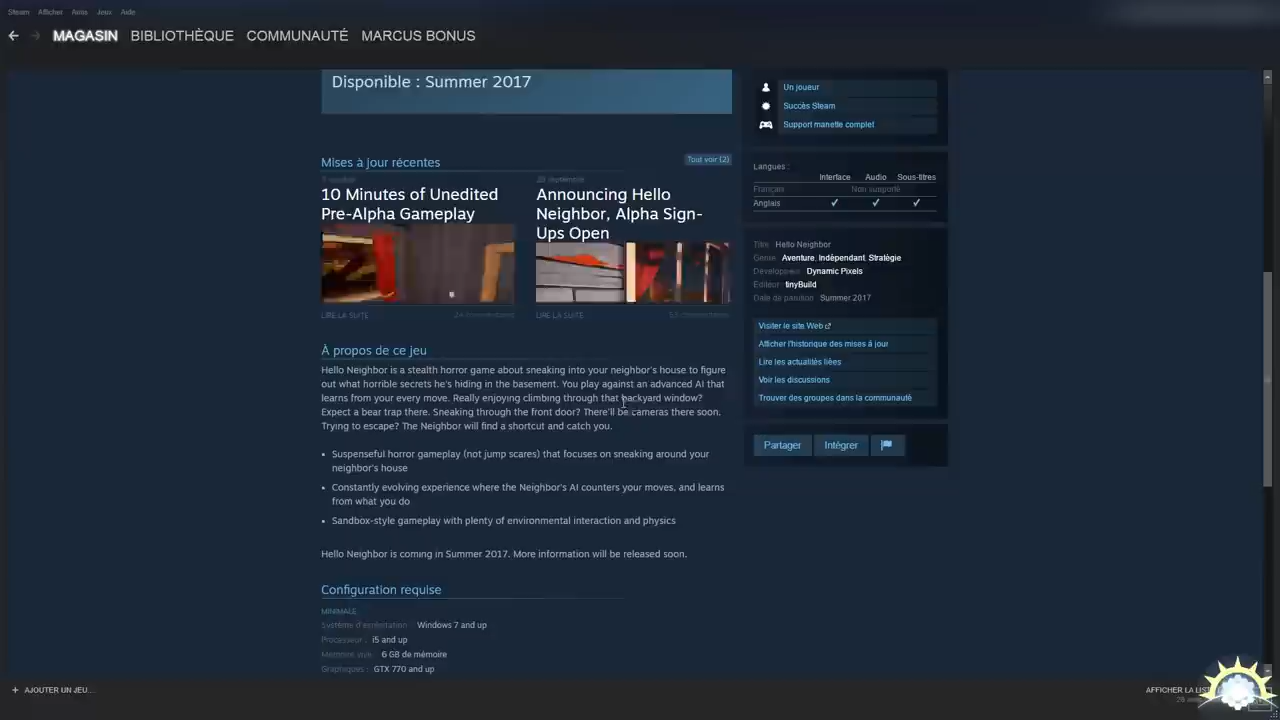 Steam Afficher Amis Jeux Aide
MAGASIN BIBLIOTHÈQUE COMMUNAUTÉ MARCUS BONUS
Disponible : Summer 2017
Mises à jour récentes
Tout voir (2)
10 Minutes of Unedited
Pre-Alpha Gameplay
LIRE LA SUITE
Announcing Hello
Neighbor, Alpha Sign-
Ups Open
LIRE LA SUITE
À propos de ce jeu
Hello Neighbor is a stealth horror game about sneaking into your neighbor's house to figure
out what horrible secrets he's hiding in the basement. You play against an advanced AI that
learns from your every move. Really enjoying climbing through that backyard window?
Expect a bear trap there. Sneaking through the front door? There'll be cameras there soon.
Trying to escape? The Neighbor will find a shortcut and catch you.
• Suspenseful horror gameplay (not jump scares) that focuses on sneaking around your
neighbor's house
• Constantly evolving experience where the Neighbor's AI counters your moves, and learns
from what you do
• Sandbox-style gameplay with plenty of environmental interaction and physics
Hello Neighbor is coming in Summer 2017. More information will be released soon.
Configuration requise
MINIMALE
Système d'exploitation : Windows 7 and up
Processeur : i5 and up
Mémoire vive : 6 GB de mémoire
Graphiques : GTX 770 and up
Un joueur
Succès Steam
Support manette complet
Langues :
Interface Audio Sous-titres
Français Non supporté
Anglais ✓ ✓ ✓
Titre : Hello Neighbor
Genre : Aventure, Indépendant, Stratégie
Développeur : Dynamic Pixels
Éditeur : tinyBuild
Date de parution : Summer 2017
Visiter le site Web
Afficher l'historique des mises à jour
Lire les actualités liées
Voir les discussions
Trouver des groupes dans la communauté
Partager Intégrer
+ AJOUTER UN JEU...
AFFICHER LA